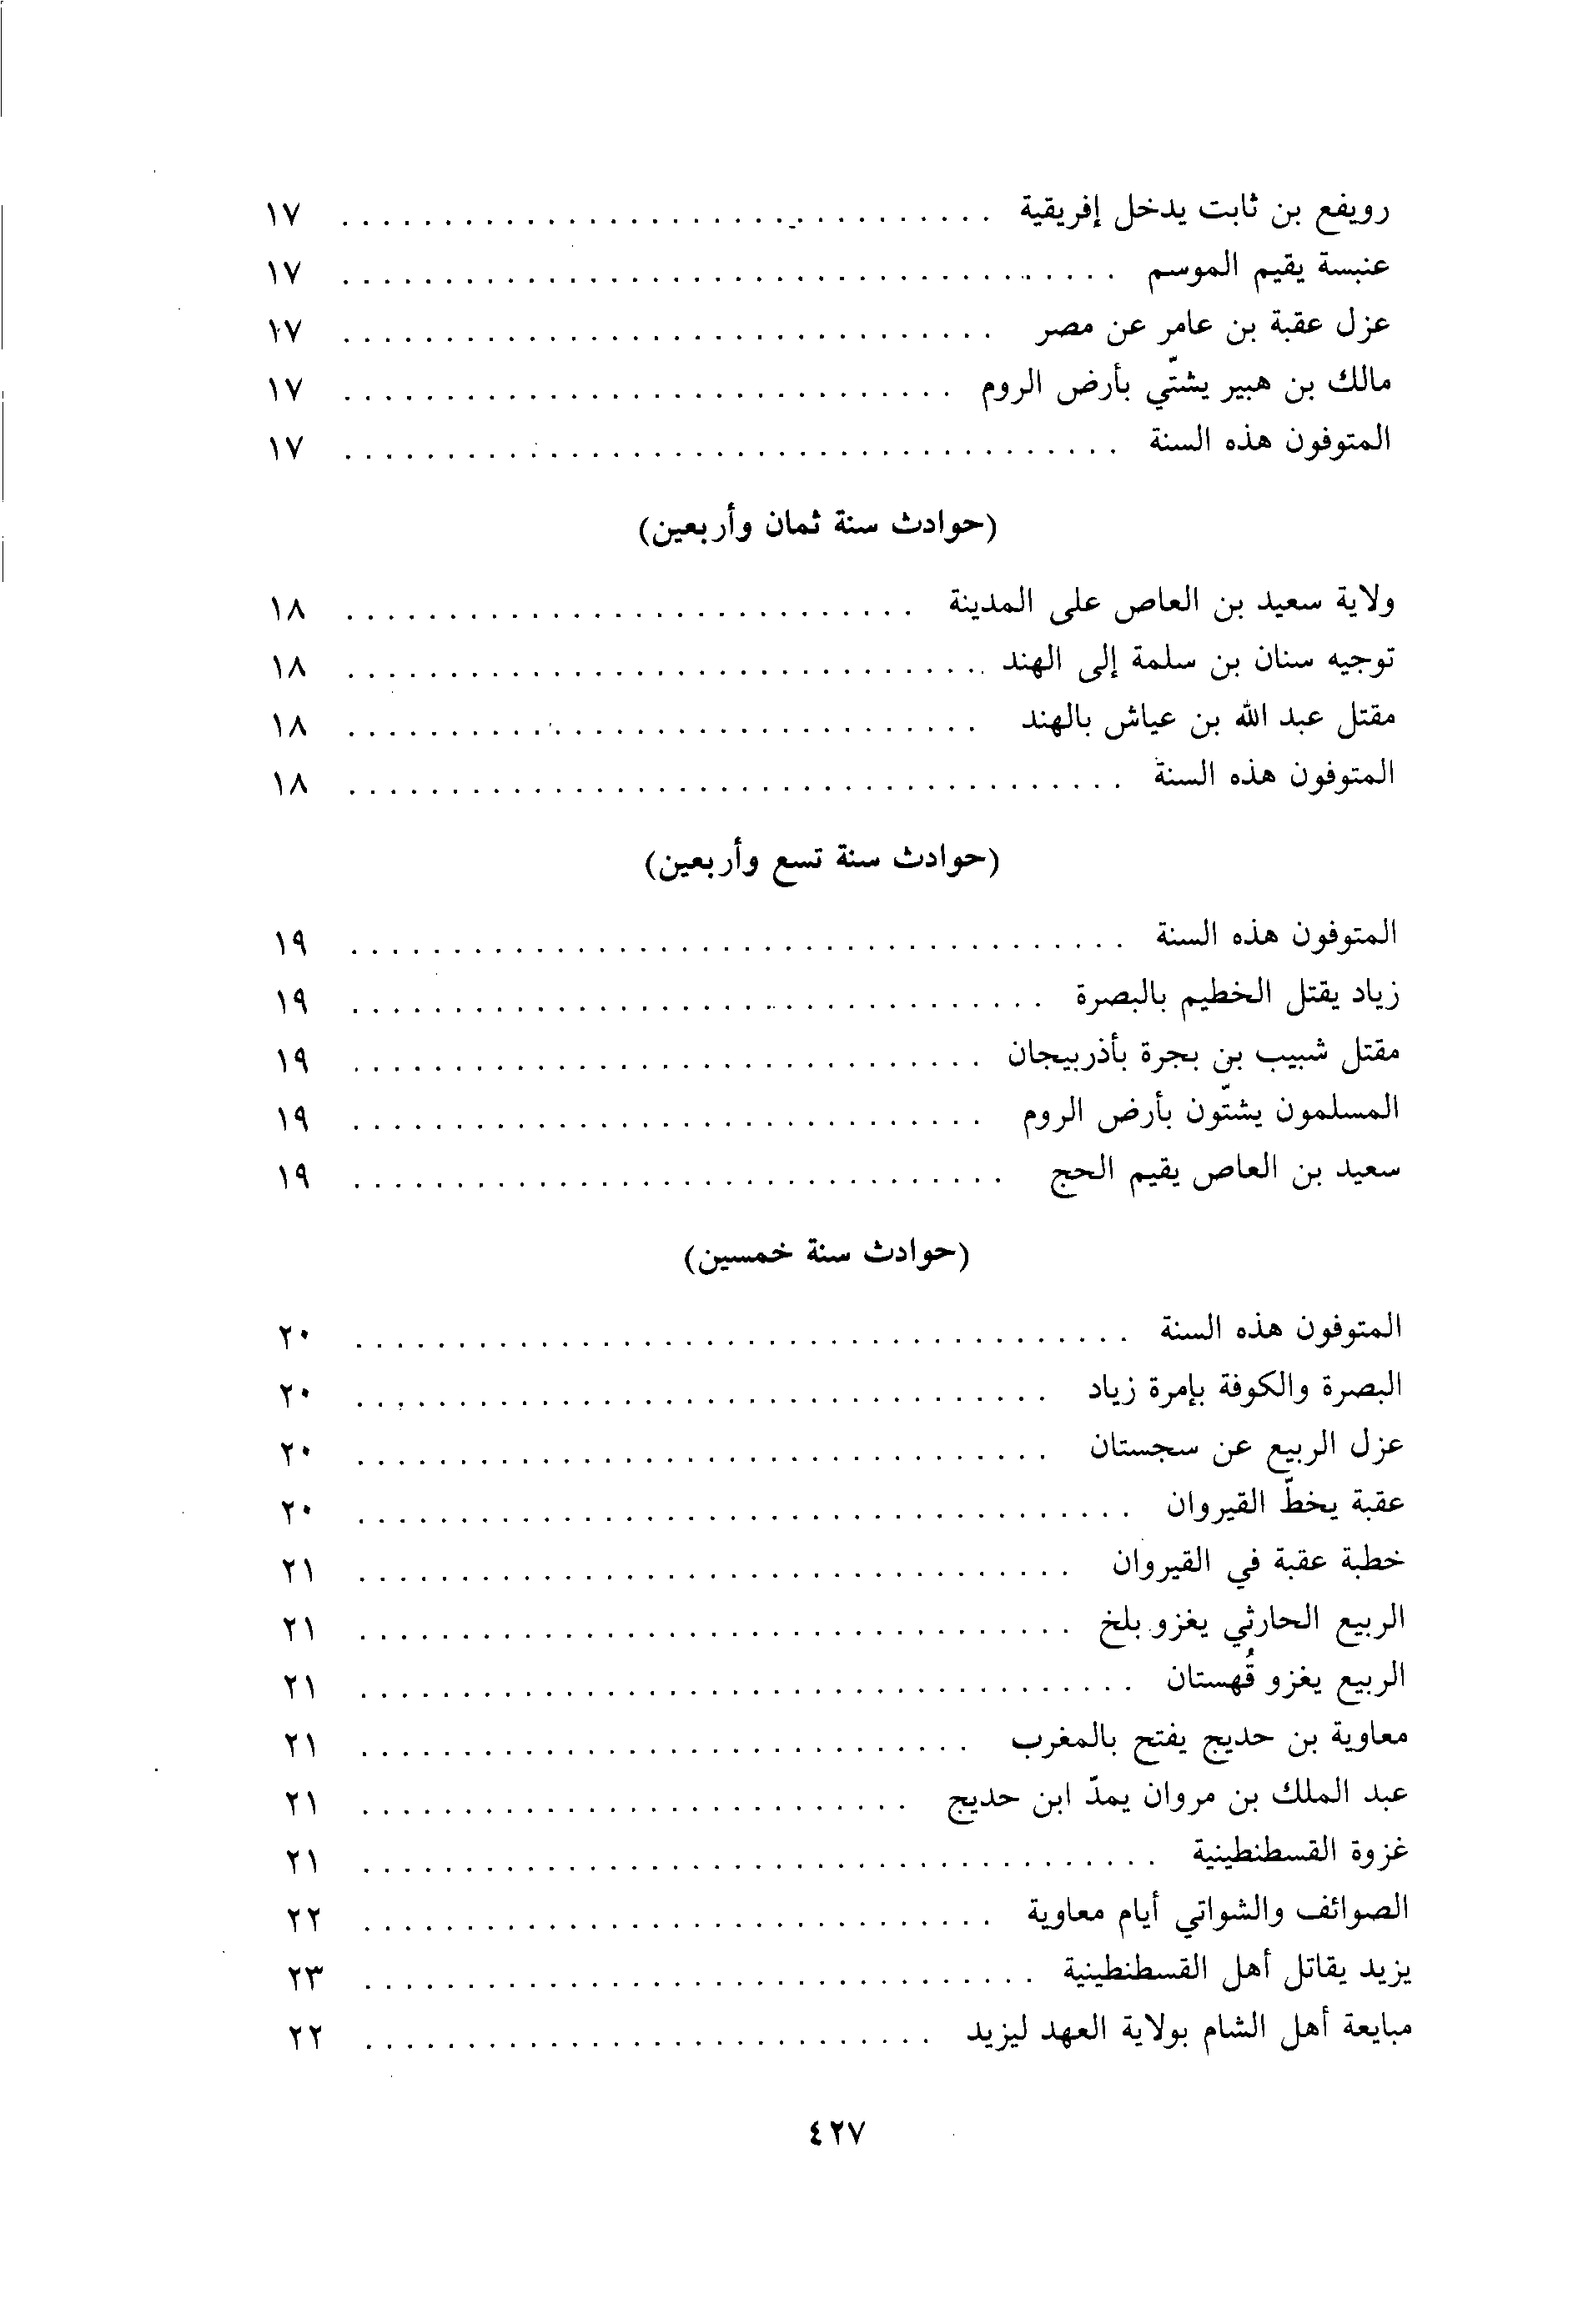 رويفع بن ثابت يدخل إفريقية ................................ ١٧
عنبسة يقيم الموسم ...................................... ١٧
عزل عقبة بن عامر عن مصر ................................ ١٧
مالك بن هبير يشتّي بأرض الروم .............................. ١٧
المتوفون هذه السنة ...................................... ١٧
(حوادث سنة ثمان وأربعين)
ولاية سعيد بن العاص على المدينة ............................ ١٨
توجيه سنان بن سلمة إلى الهند ................................ ١٨
مقتل عبد الله بن عياش بالهند ............................... ١٨
المتوفون هذه السنة ...................................... ١٨
(حوادث سنة تسع وأربعين)
المتوفون هذه السنة ...................................... ١٩
زياد يقتل الخطيم بالبصرة .................................. ١٩
مقتل شبيب بن بجرة بأذربيجان ............................... ١٩
المسلمون يشتّون بأرض الروم ............................... ١٩
سعيد بن العاص يقيم الحج ................................ ١٩
(حوادث سنة خمسين)
المتوفون هذه السنة ...................................... ٢٠
البصرة والكوفة بإمرة زياد .................................. ٢٠
عزل الربيع عن سجستان .................................. ٢٠
عقبة يخطّ القيروان ...................................... ٢٠
خطبة عقبة في القيروان ................................... ٢١
الربيع الحارثي يغزو بلخ ................................... ٢١
الربيع يغزو قُهستان ...................................... ٢١
معاوية بن حديج يفتح بالمغرب .............................. ٢١
عبد الملك بن مروان يمدّ ابن حديج ........................... ٢١
غزوة القسطنطينية ....................................... ٢١
الصوائف والشواتي أيام معاوية ............................... ٢٢
يزيد يقاتل أهل القسطنطينية ................................. ٢٣
مبايعة أهل الشام بولاية العهد ليزيد ............................ ٢٢
٤٢٧